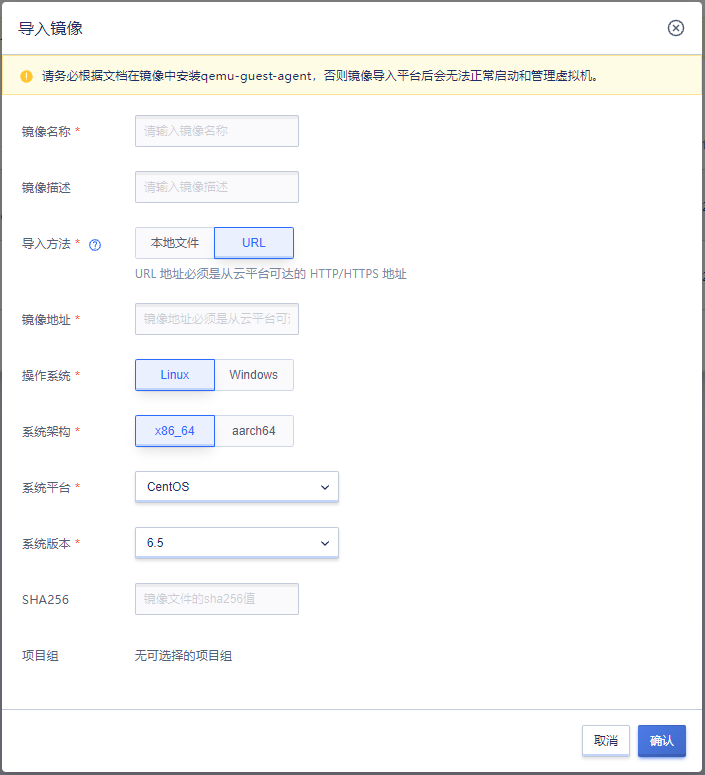 导入镜像
请务必根据文档在镜像中安装qemu-guest-agent，否则镜像导入平台后会无法正常启动和管理虚拟机。
镜像名称 * 请输入镜像名称
镜像描述 请输入镜像描述
导入方法 * 本地文件 URL
URL 地址必须是从云平台可达的 HTTP/HTTPS 地址
镜像地址 * 镜像地址必须是从云平台可
操作系统 * Linux Windows
系统架构 * x86_64 aarch64
系统平台 * CentOS
系统版本 * 6.5
SHA256 镜像文件的sha256值
项目组 无可选择的项目组
取消 确认